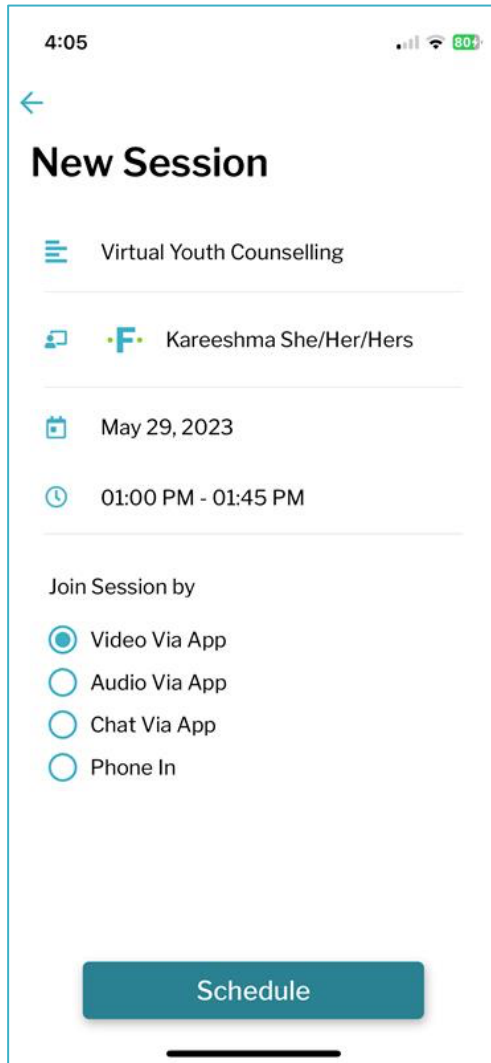 4:05
80
New Session
Virtual Youth Counselling
F Kareeshma She/Her/Hers
May 29, 2023
01:00 PM - 01:45 PM
Join Session by
Video Via App
Audio Via App
Chat Via App
Phone In
Schedule